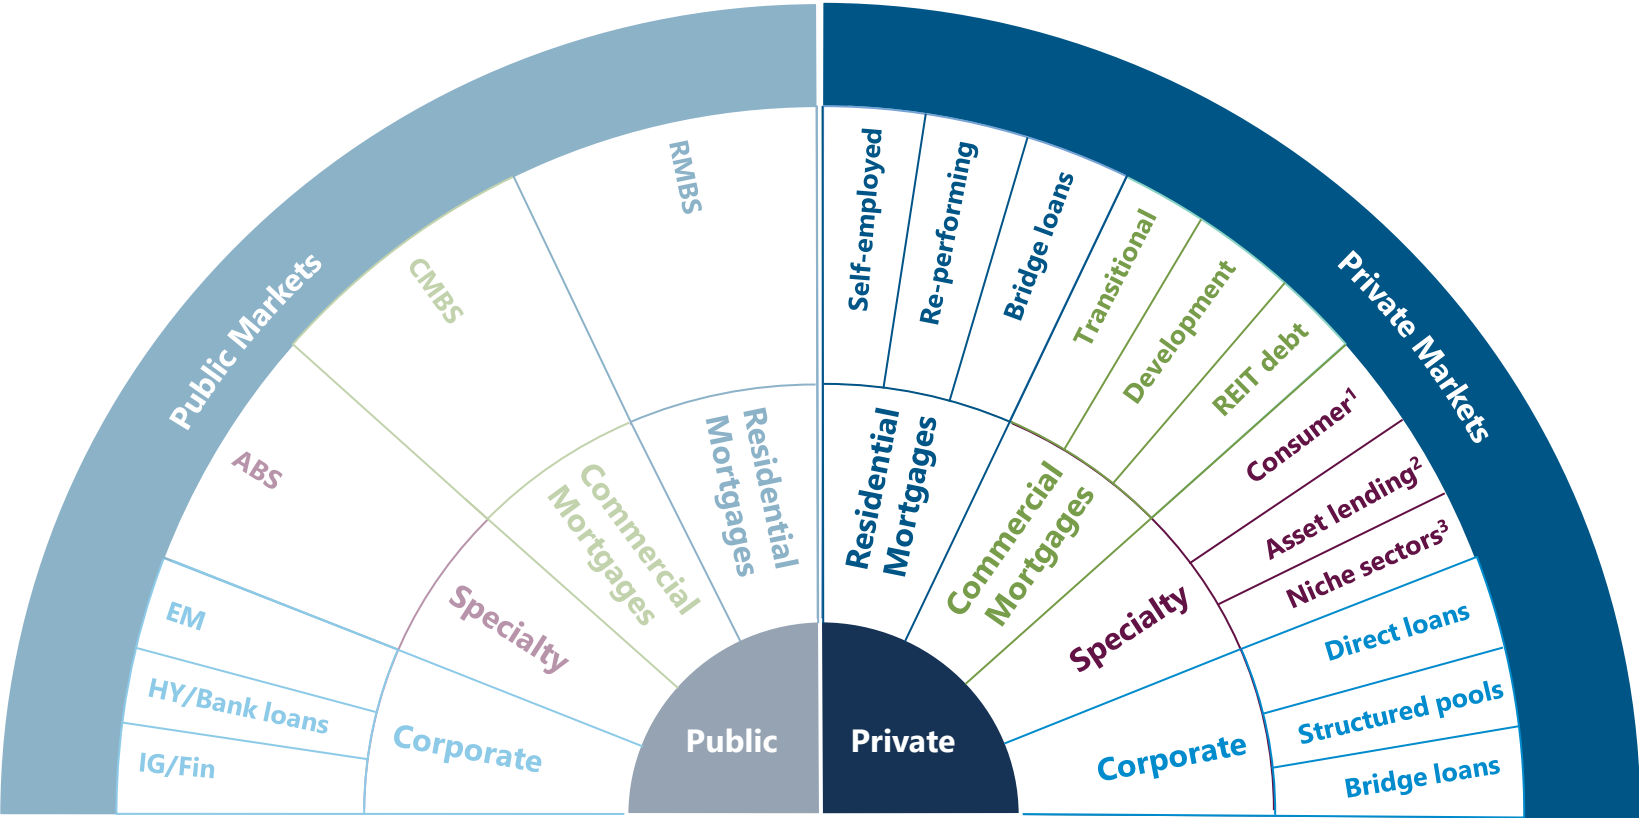 Public Markets
Private Markets
IG/Fin
HY/Bank loans
EM
ABS
CMBS
RMBS
Self-employed
Re-performing
Bridge loans
Transitional
Development
REIT debt
Consumer¹
Asset lending²
Niche sectors³
Direct loans
Structured pools
Bridge loans
Corporate
Specialty
Commercial
Mortgages
Residential
Mortgages
Residential
Mortgages
Commercial
Mortgages
Specialty
Corporate
Public
Private